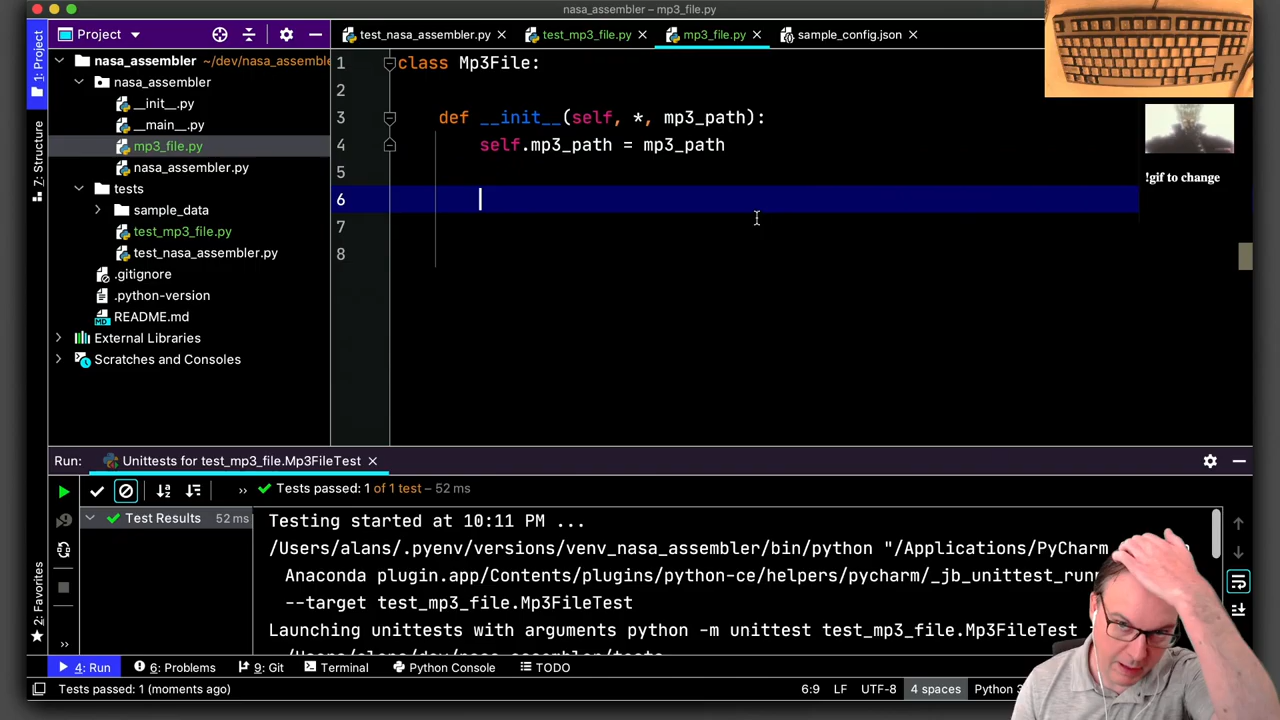 nasa_assembler – mp3_file.py
Project
test_nasa_assembler.py
test_mp3_file.py
mp3_file.py
sample_config.json
1: Project
7: Structure
2: Favorites
nasa_assembler ~/dev/nasa_assemble
nasa_assembler
__init__.py
__main__.py
mp3_file.py
nasa_assembler.py
tests
sample_data
test_mp3_file.py
test_nasa_assembler.py
.gitignore
.python-version
README.md
External Libraries
Scratches and Consoles
1 class Mp3File:
2
3 def __init__(self, *, mp3_path):
4 self.mp3_path = mp3_path
5
6
7
8
!gif to change
Run: Unittests for test_mp3_file.Mp3FileTest
» Tests passed: 1 of 1 test – 52 ms
Test Results 52 ms
Testing started at 10:11 PM ...
/Users/alans/.pyenv/versions/venv_nasa_assembler/bin/python "/Applications/PyCharm
Anaconda plugin.app/Contents/plugins/python-ce/helpers/pycharm/_jb_unittest_runn
--target test_mp3_file.Mp3FileTest
Launching unittests with arguments python -m unittest test_mp3_file.Mp3FileTest
»
4: Run
6: Problems
9: Git
Terminal
Python Console
TODO
Tests passed: 1 (moments ago)
6:9 LF UTF-8 4 spaces Python 3